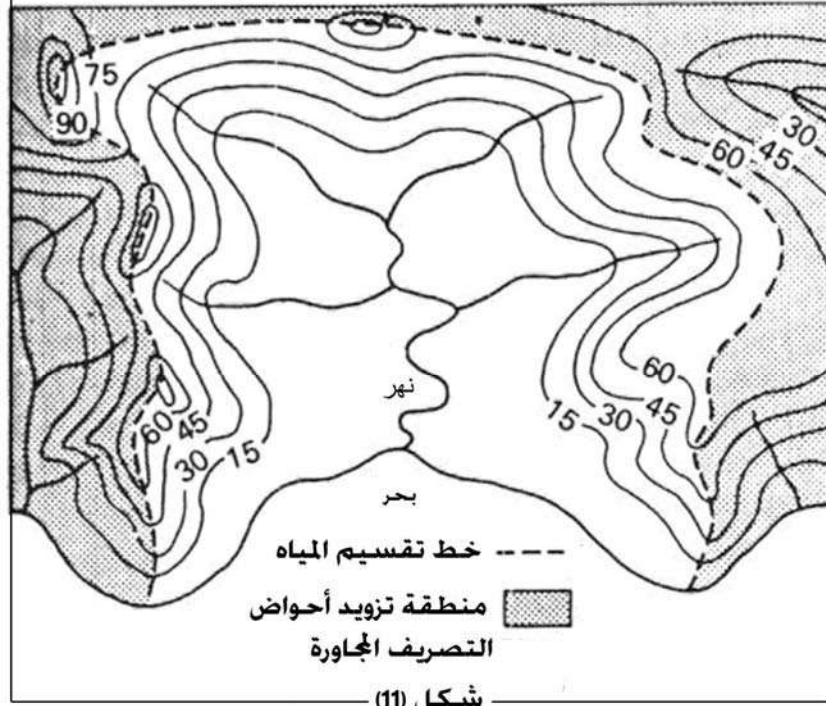 75
90
30
45
60
60
45
30
15
60
45
30
15
نهر
بحر
خط تقسيم المياه
منطقة تزويد أحواض
التصريف المجاورة
شكل (11)